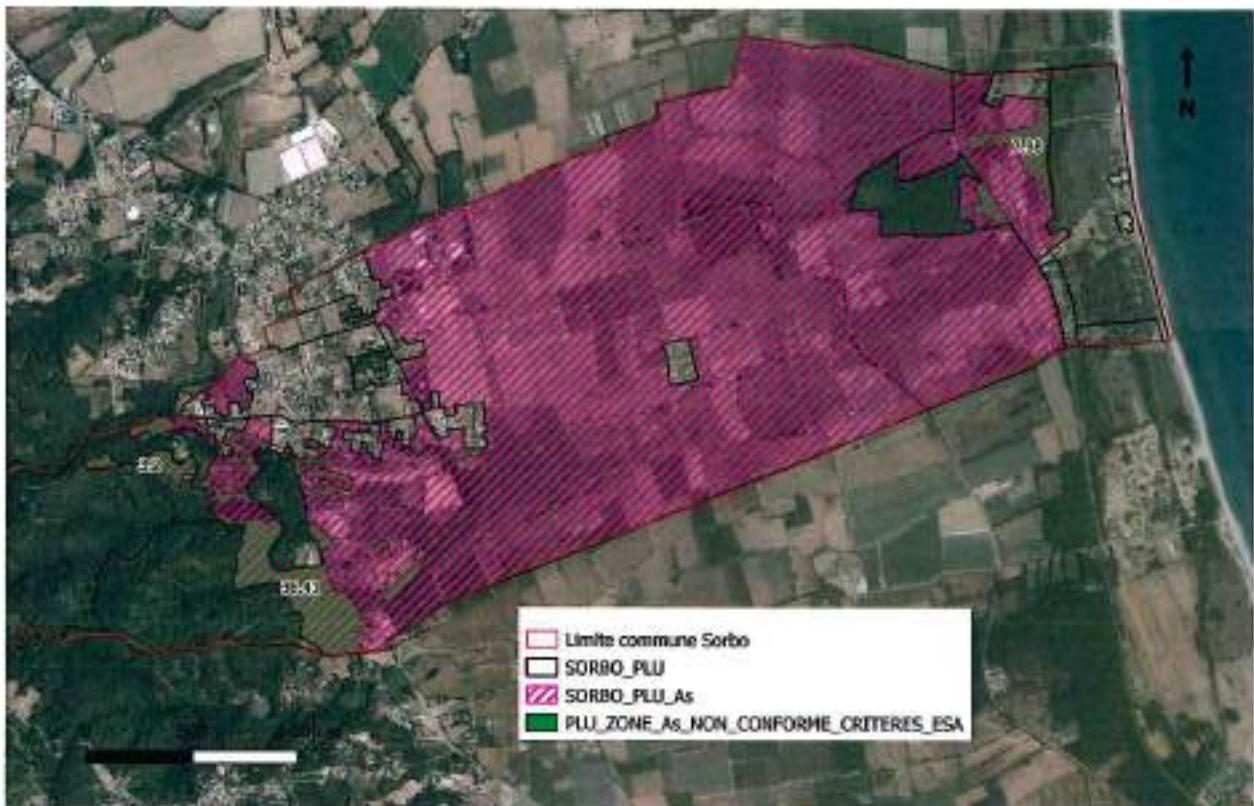 N
Limite commune Sorbo
SORBO_PLU
SORBO_PLU_As
PLU_ZONE_As_NON_CONFORME_CRITERES_ESA